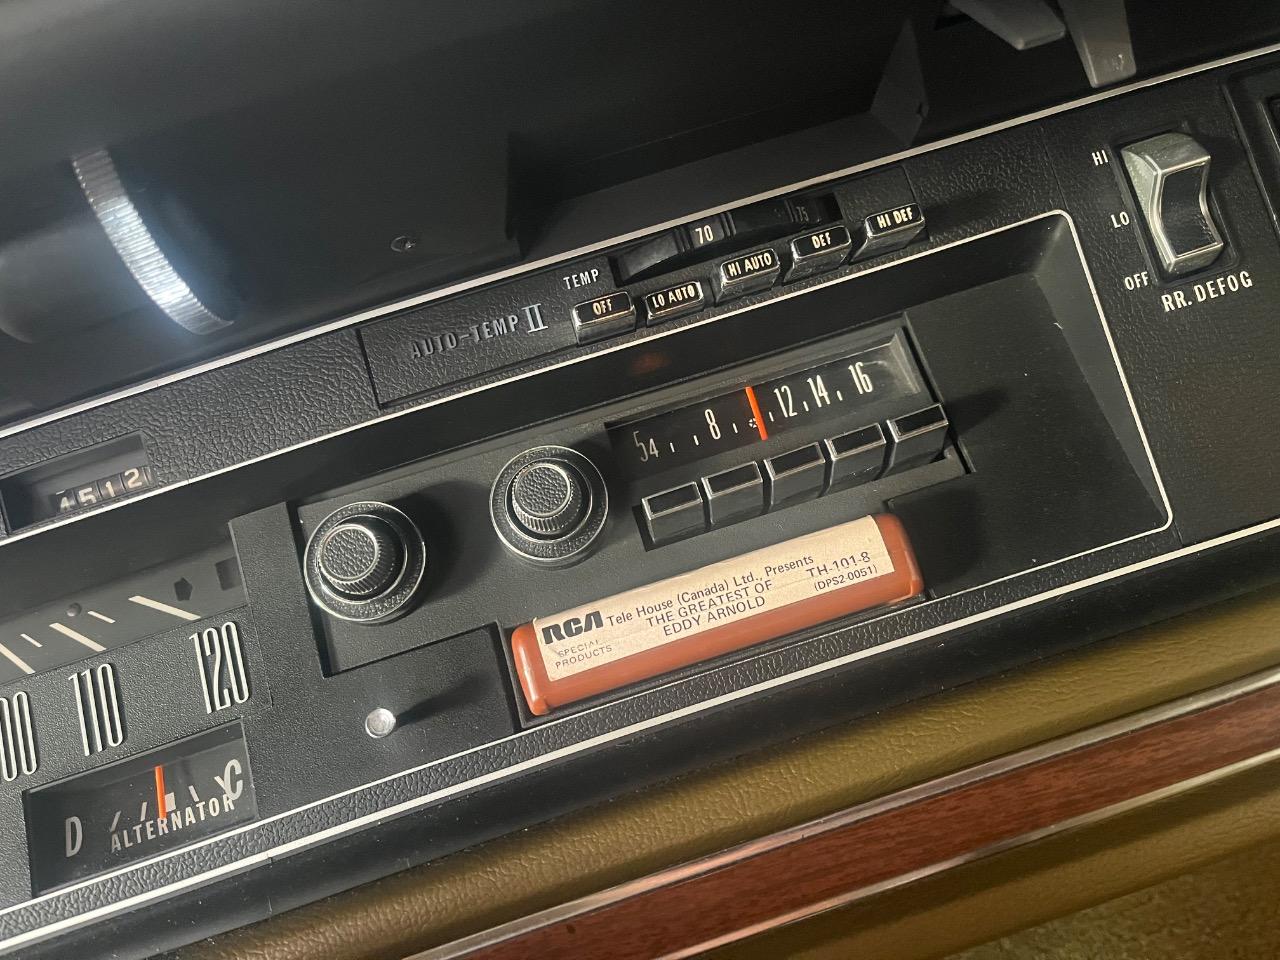 HI
LO
OFF
RR. DEFOG
70
75
TEMP
OFF
LO AUTO
HI AUTO
DEF
HI DEF
AUTO-TEMP II
54
8
12
14
16
4512
RCA
SPECIAL
PRODUCTS
Tele House (Canada) Ltd., Presents
THE GREATEST OF
EDDY ARNOLD
TH-101-8
(DPS2-0051)
110
120
D
C
ALTERNATOR